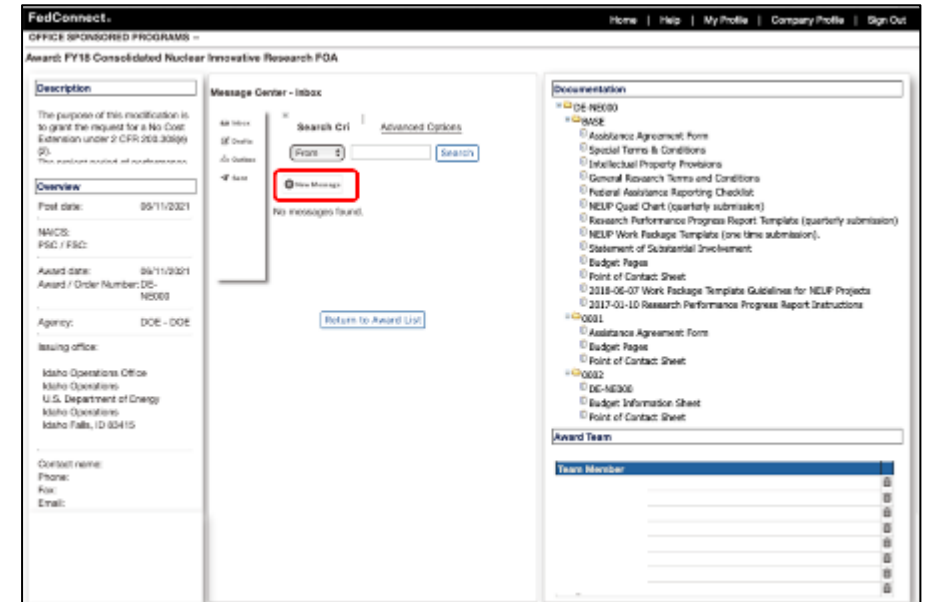 FedConnect.
Home | Help | My Profile | Company Profile | Sign Out
OFFICE SPONSORED PROGRAMS
Award: FY18 Consolidated Nuclear Innovative Research FOA
Description
The purpose of this modification is
to grant the request for a No Cost
Extension under 2 CFR 200.308(e)
(2).
Overview
Post date: 06/11/2021
NAICS:
PSC / FSC:
Award date: 06/11/2021
Award / Order Number: DE-
NE000
Agency: DOE - DOE
Issuing office:
Idaho Operations Office
Idaho Operations
U.S. Department of Energy
Idaho Operations
Idaho Falls, ID 83415
Contact name:
Phone:
Fax:
Email:
Message Center - Inbox
Inbox
Drafts
Outbox
Sent
Search Cri
Advanced Options
From
Search
New Message
No messages found.
Return to Award List
Documentation
DE-NE000
BASE
Assistance Agreement Form
Special Terms & Conditions
Intellectual Property Provisions
General Research Terms and Conditions
Federal Assistance Reporting Checklist
NEUP Quad Chart (quarterly submission)
Research Performance Progress Report Template (quarterly submission)
NEUP Work Package Template (one time submission).
Statement of Substantial Involvement
Budget Pages
Point of Contact Sheet
2018-06-07 Work Package Template Guidelines for NEUP Projects
2017-01-10 Research Performance Progress Report Instructions
0001
Assistance Agreement Form
Budget Pages
Point of Contact Sheet
0002
DE-NE000
Budget Information Sheet
Point of Contact Sheet
Award Team
Team Member